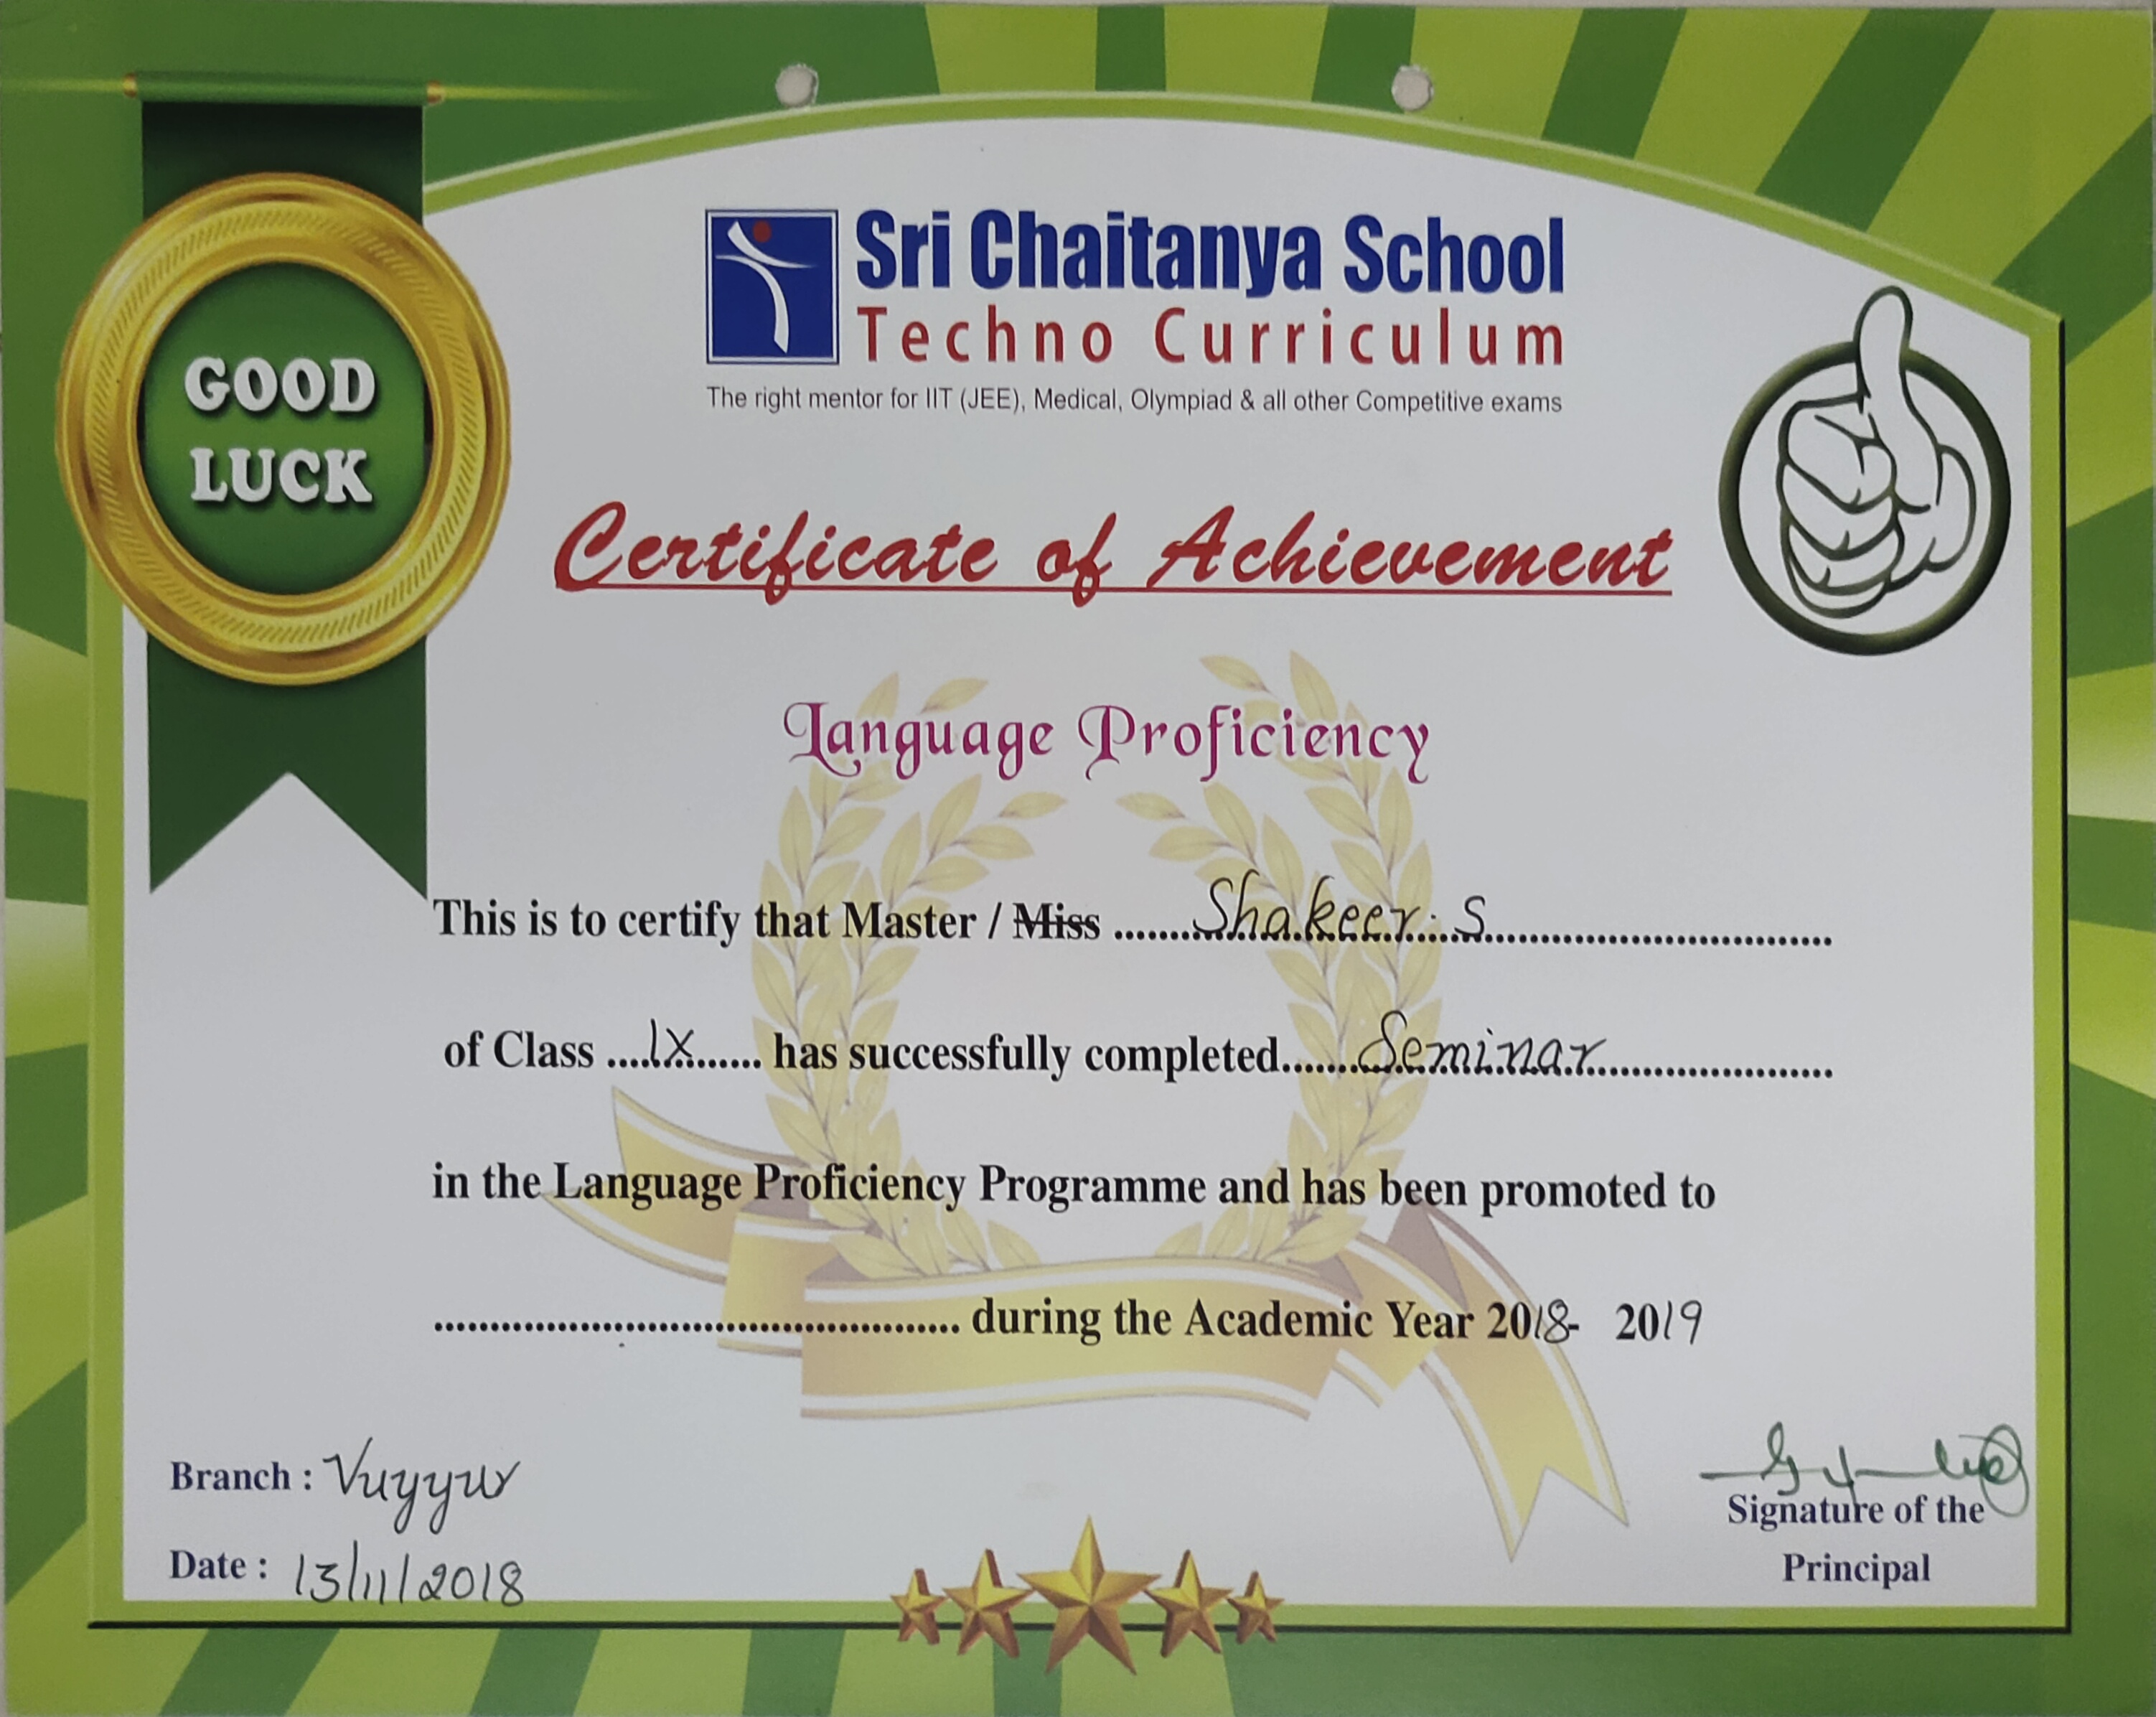 GOOD
LUCK
Sri Chaitanya School
Techno Curriculum
The right mentor for IIT (JEE), Medical, Olympiad & all other Competitive exams
Certificate of Achievement
Language Proficiency
This is to certify that Master / Miss ........Shakeer. S........................................
of Class ....IX...... has successfully completed.......Seminar.........................
in the Language Proficiency Programme and has been promoted to
................................................ during the Academic Year 2018- 2019
Branch : Vuyyur
Date : 13/11/2018
Signature of the
Principal